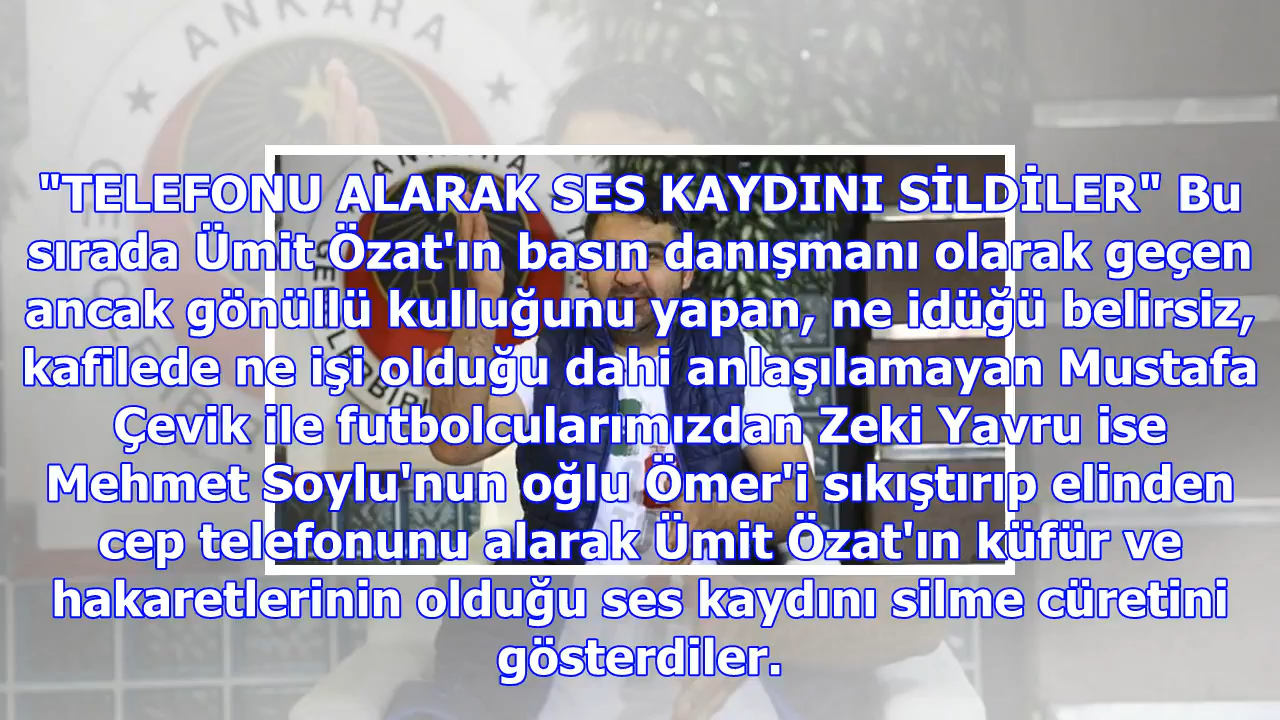 "TELEFONU ALARAK SES KAYDINI SİLDİLER" Bu
sırada Ümit Özat'ın basın danışmanı olarak geçen
ancak gönüllü kulluğunu yapan, ne idüğü belirsiz,
kafilede ne işi olduğu dahi anlaşılamayan Mustafa
Çevik ile futbolcularımızdan Zeki Yavru ise
Mehmet Soylu'nun oğlu Ömer'i sıkıştırıp elinden
cep telefonunu alarak Ümit Özat'ın küfür ve
hakaretlerinin olduğu ses kaydını silme cüretini
gösterdiler.
ANKARA